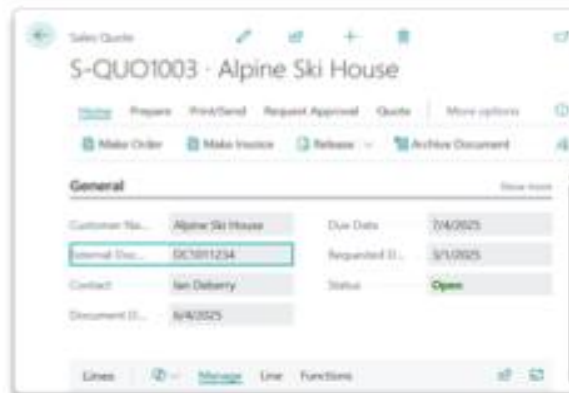 Sales Quote
S-QUO1003 · Alpine Ski House
Home Prepare Print/Send Request Approval Quote More options
Make Order Make Invoice Release Archive Document
General Show more
Customer Na... Alpine Ski House Due Date 7/4/2025
External Doc... Requested D... 5/1/2025
Contact Ian Deberry Status Open
Document D... 6/4/2025
Lines Manage Line Functions